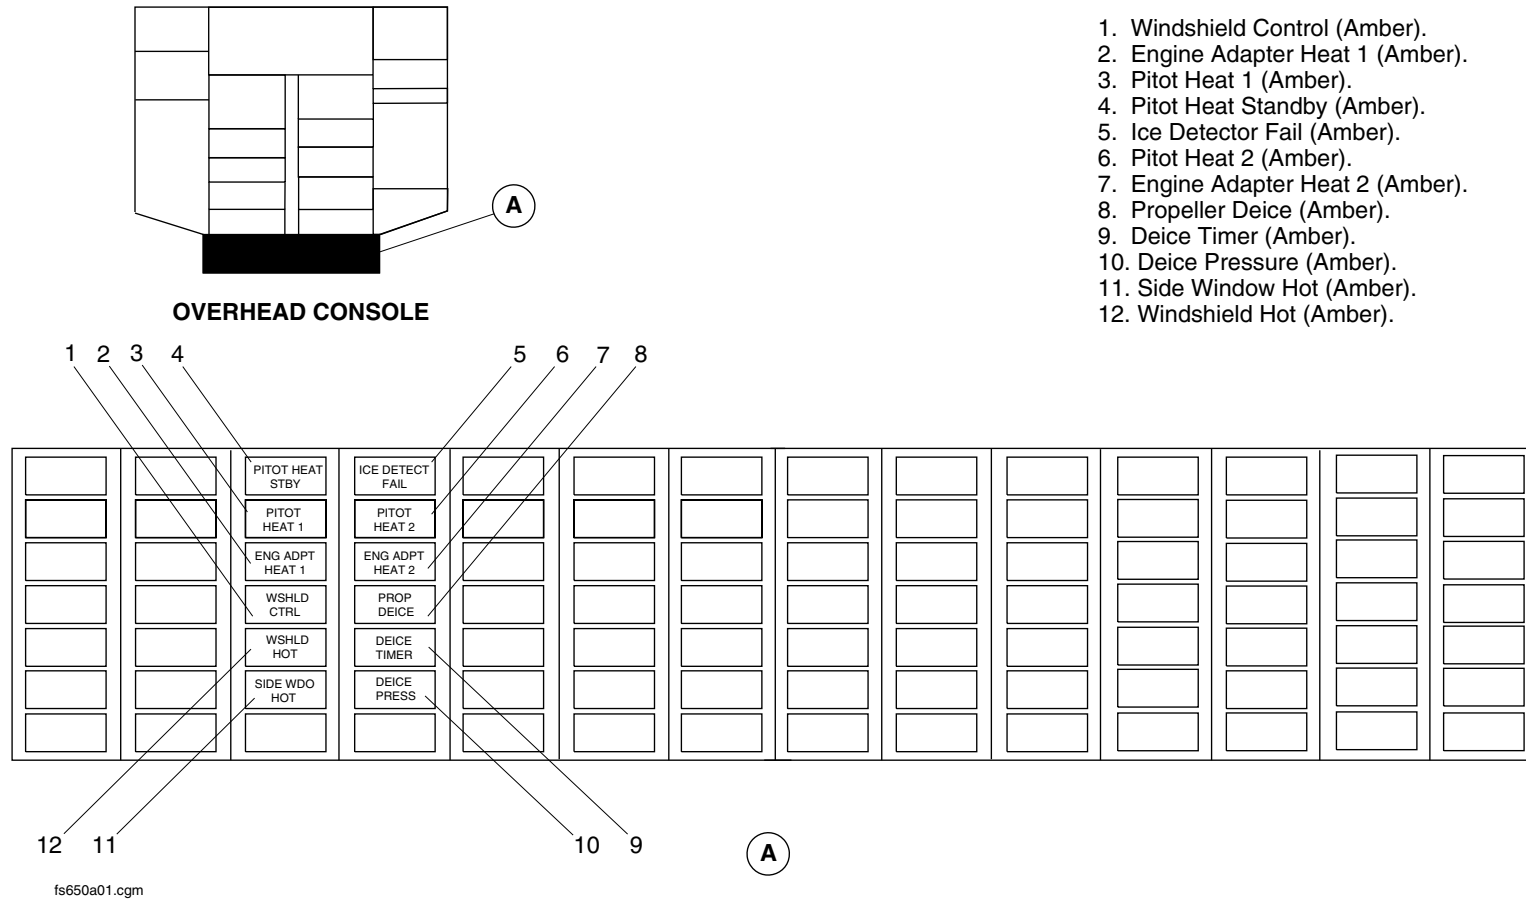 1. Windshield Control (Amber).
2. Engine Adapter Heat 1 (Amber).
3. Pitot Heat 1 (Amber).
4. Pitot Heat Standby (Amber).
5. Ice Detector Fail (Amber).
6. Pitot Heat 2 (Amber).
7. Engine Adapter Heat 2 (Amber).
8. Propeller Deice (Amber).
9. Deice Timer (Amber).
10. Deice Pressure (Amber).
11. Side Window Hot (Amber).
12. Windshield Hot (Amber).
A
OVERHEAD CONSOLE
1 2 3 4 5 6 7 8
PITOT HEAT
STBY
ICE DETECT
FAIL
PITOT
HEAT 1
PITOT
HEAT 2
ENG ADPT
HEAT 1
ENG ADPT
HEAT 2
WSHLD
CTRL
PROP
DEICE
WSHLD
HOT
DEICE
TIMER
SIDE WDO
HOT
DEICE
PRESS
12 11 10 9
A
fs650a01.cgm